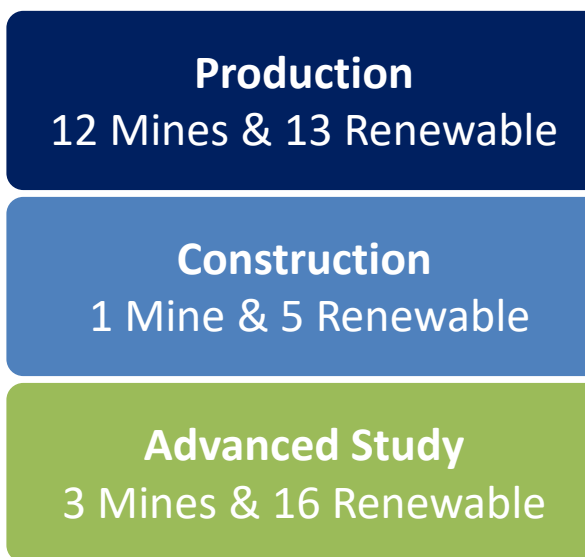 Production
12 Mines & 13 Renewable
Construction
1 Mine & 5 Renewable
Advanced Study
3 Mines & 16 Renewable